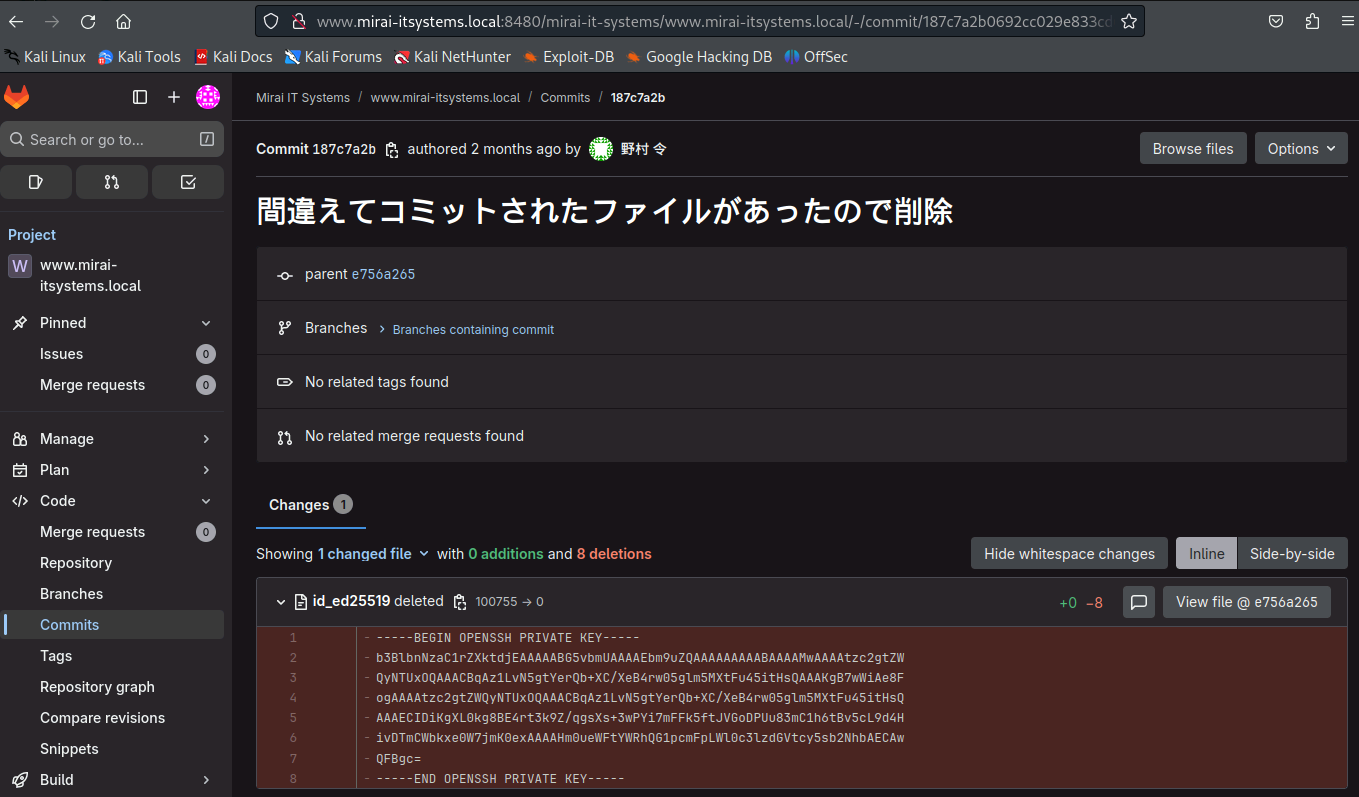 www.mirai-itsystems.local:8480/mirai-it-systems/www.mirai-itsystems.local/-/commit/187c7a2b0692cc029e833cd
Kali Linux Kali Tools Kali Docs Kali Forums Kali NetHunter Exploit-DB Google Hacking DB OffSec
Search or go to... /
Project
W www.mirai-
itsystems.local
Pinned
Issues 0
Merge requests 0
Manage
Plan
Code
Merge requests 0
Repository
Branches
Commits
Tags
Repository graph
Compare revisions
Snippets
Build
Mirai IT Systems / www.mirai-itsystems.local / Commits / 187c7a2b
Commit 187c7a2b authored 2 months ago by 野村 令
Browse files Options
間違えてコミットされたファイルがあったので削除
parent e756a265
Branches Branches containing commit
No related tags found
No related merge requests found
Changes 1
Showing 1 changed file with 0 additions and 8 deletions
Hide whitespace changes Inline Side-by-side
id_ed25519 deleted 100755 → 0
+0 −8 View file @ e756a265
1 - -----BEGIN OPENSSH PRIVATE KEY-----
2 - b3BlbnNzaC1rZXktdjEAAAAABG5vbmUAAAAEbm9uZQAAAAAAAAABAAAAMwAAAAtzc2gtZW
3 - QyNTUxOQAAACBqAz1LvN5gtYerQb+XC/XeB4rw05glm5MXtFu45itHsQAAAKgB7wWiAe8F
4 - ogAAAAtzc2gtZWQyNTUxOQAAACBqAz1LvN5gtYerQb+XC/XeB4rw05glm5MXtFu45itHsQ
5 - AAAECIDiKgXL0kg8BE4rt3k9Z/qgsXs+3wPYi7mFFk5ftJVGoDPUu83mC1h6tBv5cL9d4H
6 - ivDTmCWbkxe0W7jmK0exAAAAHm0ueWFtYWRhQG1pcmFpLWl0c3lzdGVtcy5sb2NhbAECAw
7 - QFBgc=
8 - -----END OPENSSH PRIVATE KEY-----